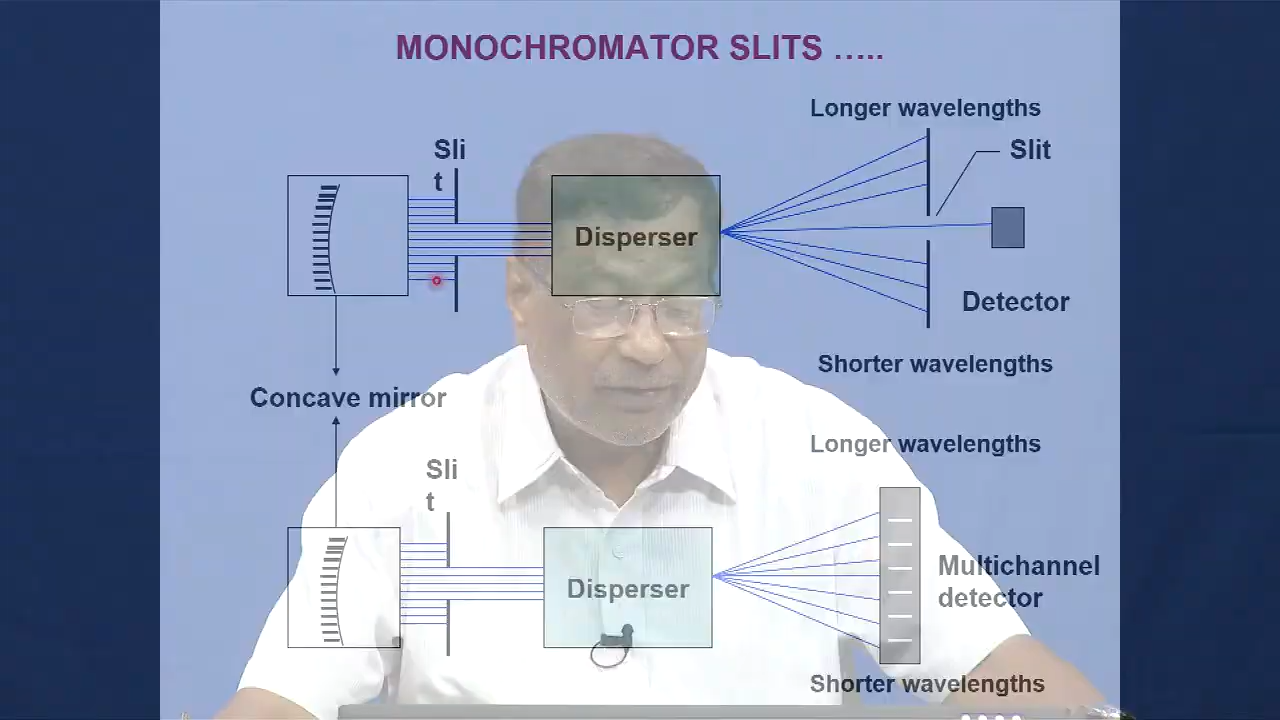 MONOCHROMATOR SLITS …..
Longer wavelengths
Sli
t
Slit
Disperser
Detector
Shorter wavelengths
Concave mirror
Longer wavelengths
Sli
t
Disperser
Multichannel
detector
Shorter wavelengths